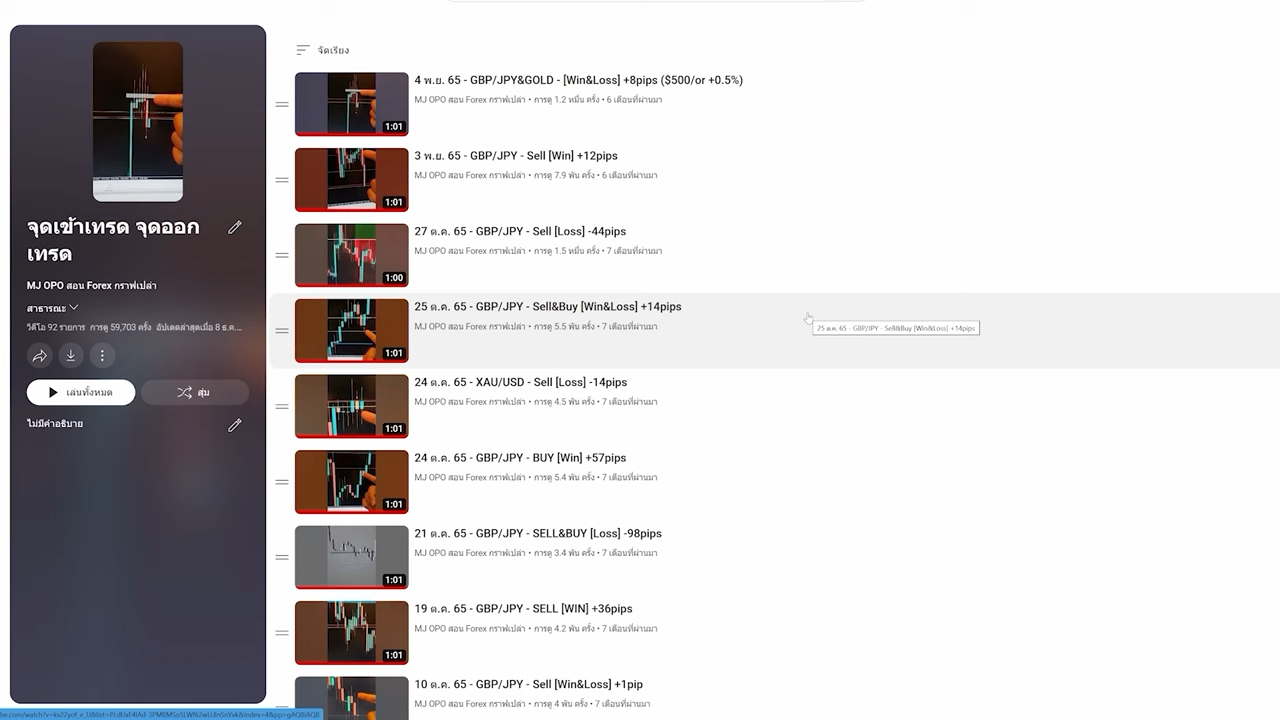 จุดเข้าเทรด จุดออก
เทรด
MJ OPO สอน Forex กราฟเปล่า
สาธารณะ
วิดีโอ 92 รายการ การดู 59,703 ครั้ง อัปเดตล่าสุดเมื่อ 8 ธ.ค....
เล่นทั้งหมด
สุ่ม
ไม่มีคำอธิบาย
จัดเรียง
4 พ.ย. 65 - GBP/JPY&GOLD - [Win&Loss] +8pips ($500/or +0.5%)
MJ OPO สอน Forex กราฟเปล่า • การดู 1.2 หมื่น ครั้ง • 6 เดือนที่ผ่านมา
1:01
3 พ.ย. 65 - GBP/JPY - Sell [Win] +12pips
MJ OPO สอน Forex กราฟเปล่า • การดู 7.9 พัน ครั้ง • 6 เดือนที่ผ่านมา
1:01
27 ต.ค. 65 - GBP/JPY - Sell [Loss] -44pips
MJ OPO สอน Forex กราฟเปล่า • การดู 1.5 หมื่น ครั้ง • 7 เดือนที่ผ่านมา
1:00
25 ต.ค. 65 - GBP/JPY - Sell&Buy [Win&Loss] +14pips
MJ OPO สอน Forex กราฟเปล่า • การดู 5.5 พัน ครั้ง • 7 เดือนที่ผ่านมา
25 ต.ค. 65 - GBP/JPY - Sell&Buy [Win&Loss] +14pips
1:01
24 ต.ค. 65 - XAU/USD - Sell [Loss] -14pips
MJ OPO สอน Forex กราฟเปล่า • การดู 4.5 พัน ครั้ง • 7 เดือนที่ผ่านมา
1:01
24 ต.ค. 65 - GBP/JPY - BUY [Win] +57pips
MJ OPO สอน Forex กราฟเปล่า • การดู 5.4 พัน ครั้ง • 7 เดือนที่ผ่านมา
1:01
21 ต.ค. 65 - GBP/JPY - SELL&BUY [Loss] -98pips
MJ OPO สอน Forex กราฟเปล่า • การดู 3.4 พัน ครั้ง • 7 เดือนที่ผ่านมา
1:01
19 ต.ค. 65 - GBP/JPY - SELL [WIN] +36pips
MJ OPO สอน Forex กราฟเปล่า • การดู 4.2 พัน ครั้ง • 7 เดือนที่ผ่านมา
1:01
10 ต.ค. 65 - GBP/JPY - Sell [Win&Loss] +1pip
MJ OPO สอน Forex กราฟเปล่า • การดู 4 พัน ครั้ง • 7 เดือนที่ผ่านมา